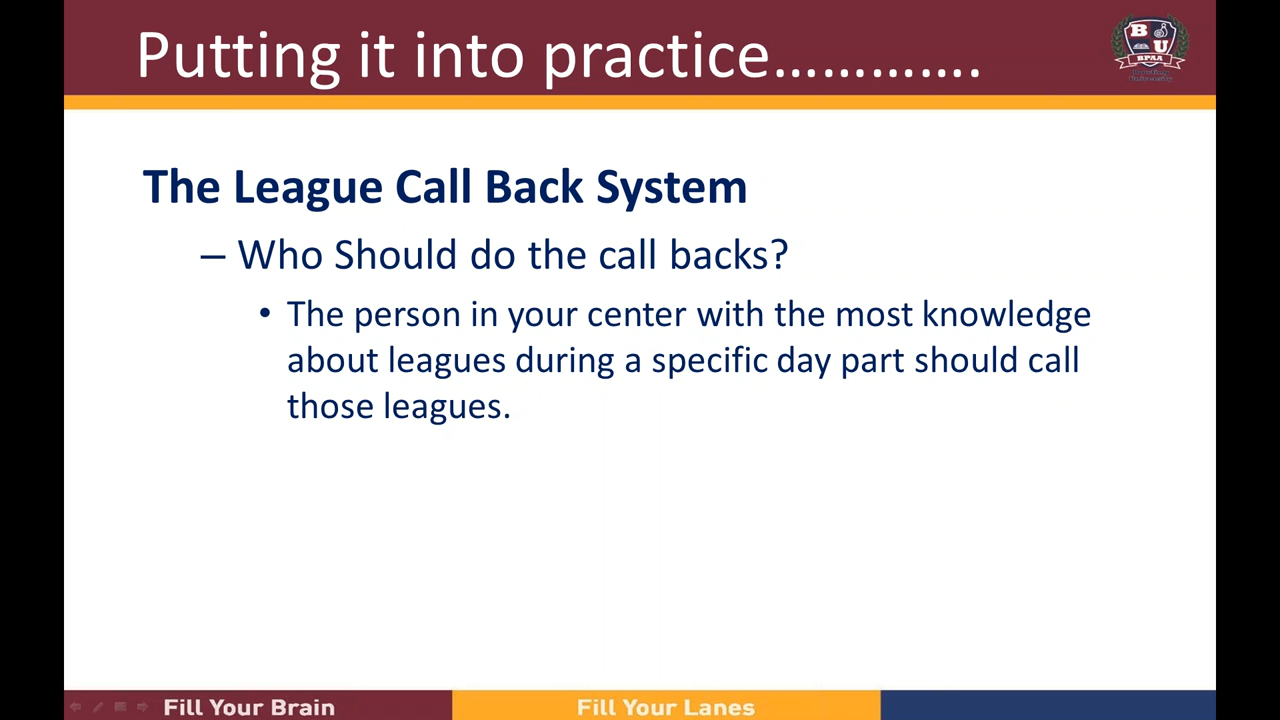 Putting it into practice………….
B
U
BPAA
The League Call Back System
– Who Should do the call backs?
• The person in your center with the most knowledge
about leagues during a specific day part should call
those leagues.
Fill Your Brain
Fill Your Lanes